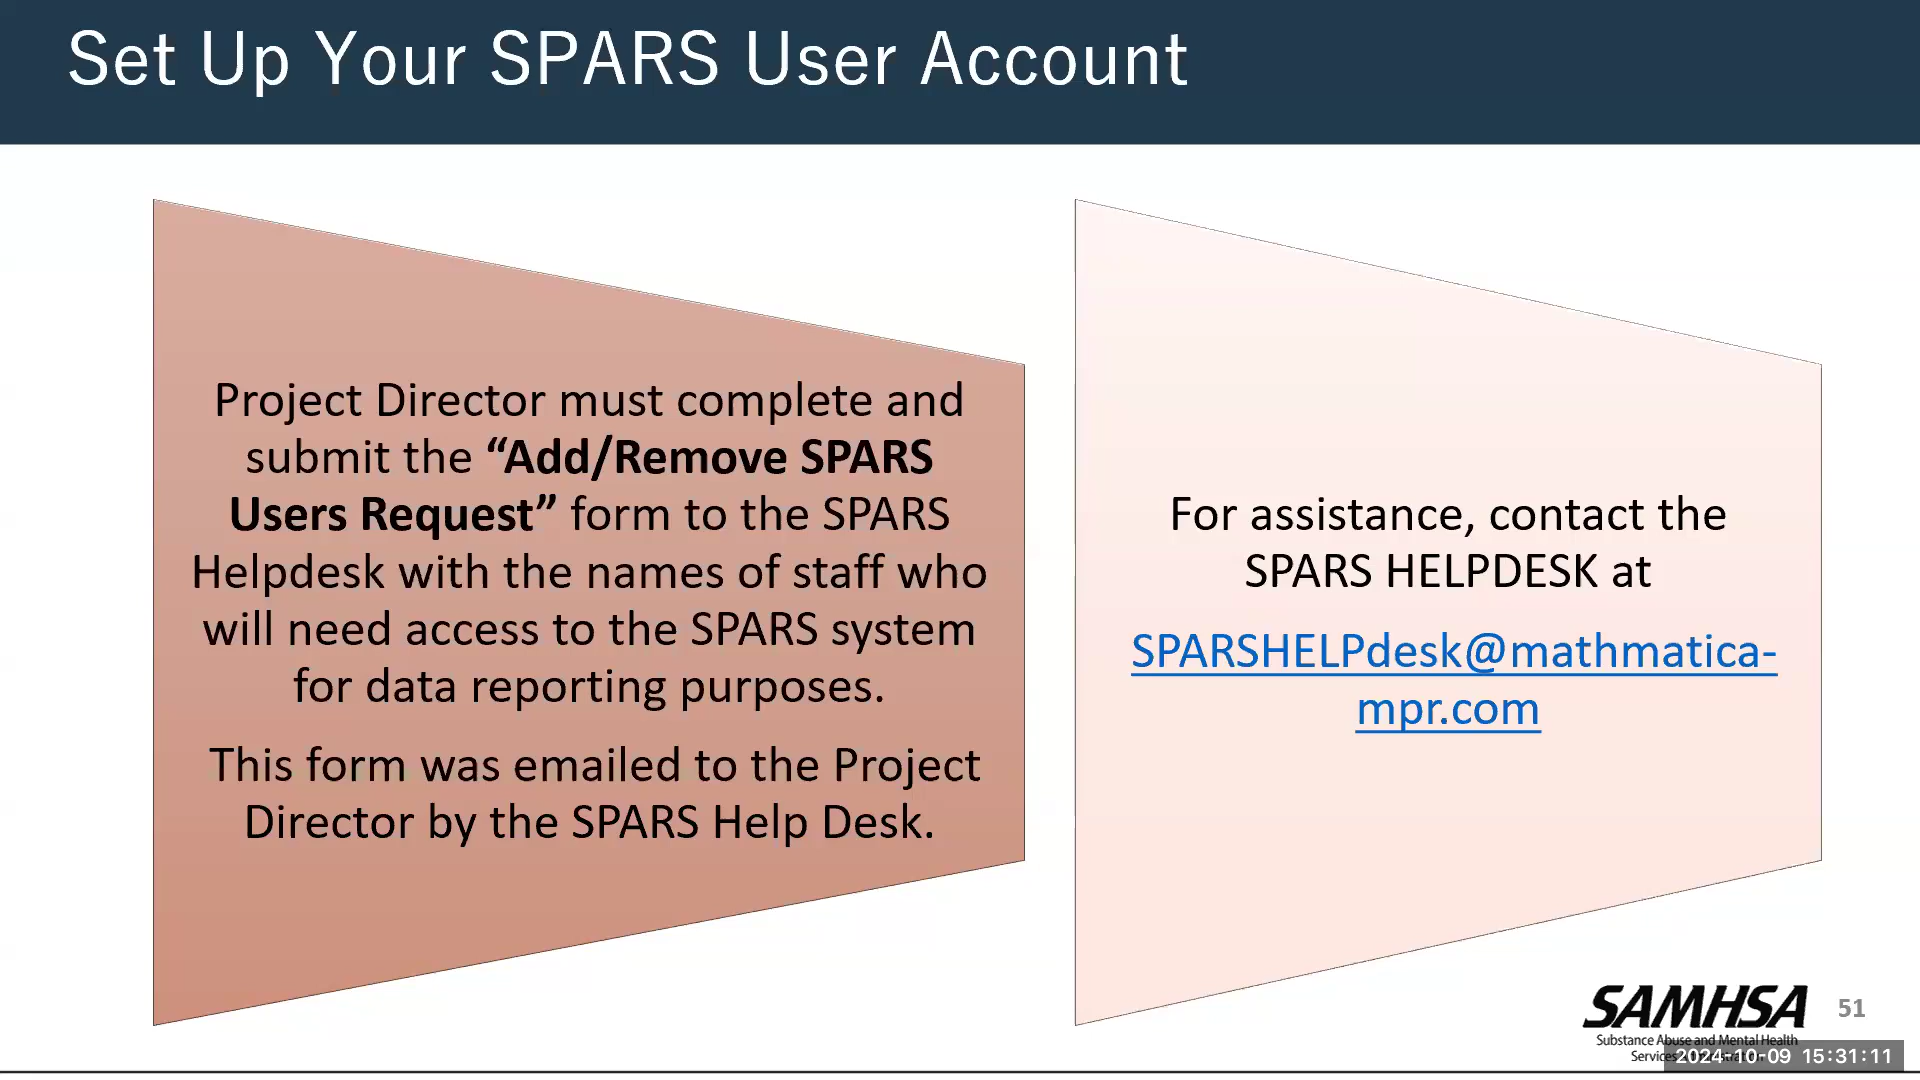 Set Up Your SPARS User Account
Project Director must complete and
submit the “Add/Remove SPARS
Users Request” form to the SPARS
Helpdesk with the names of staff who
will need access to the SPARS system
for data reporting purposes.
This form was emailed to the Project
Director by the SPARS Help Desk.
For assistance, contact the
SPARS HELPDESK at
SPARSHELPdesk@mathmatica-
mpr.com
SAMHSA
Substance Abuse and Mental Health
51
2024-10-09 15:31:11